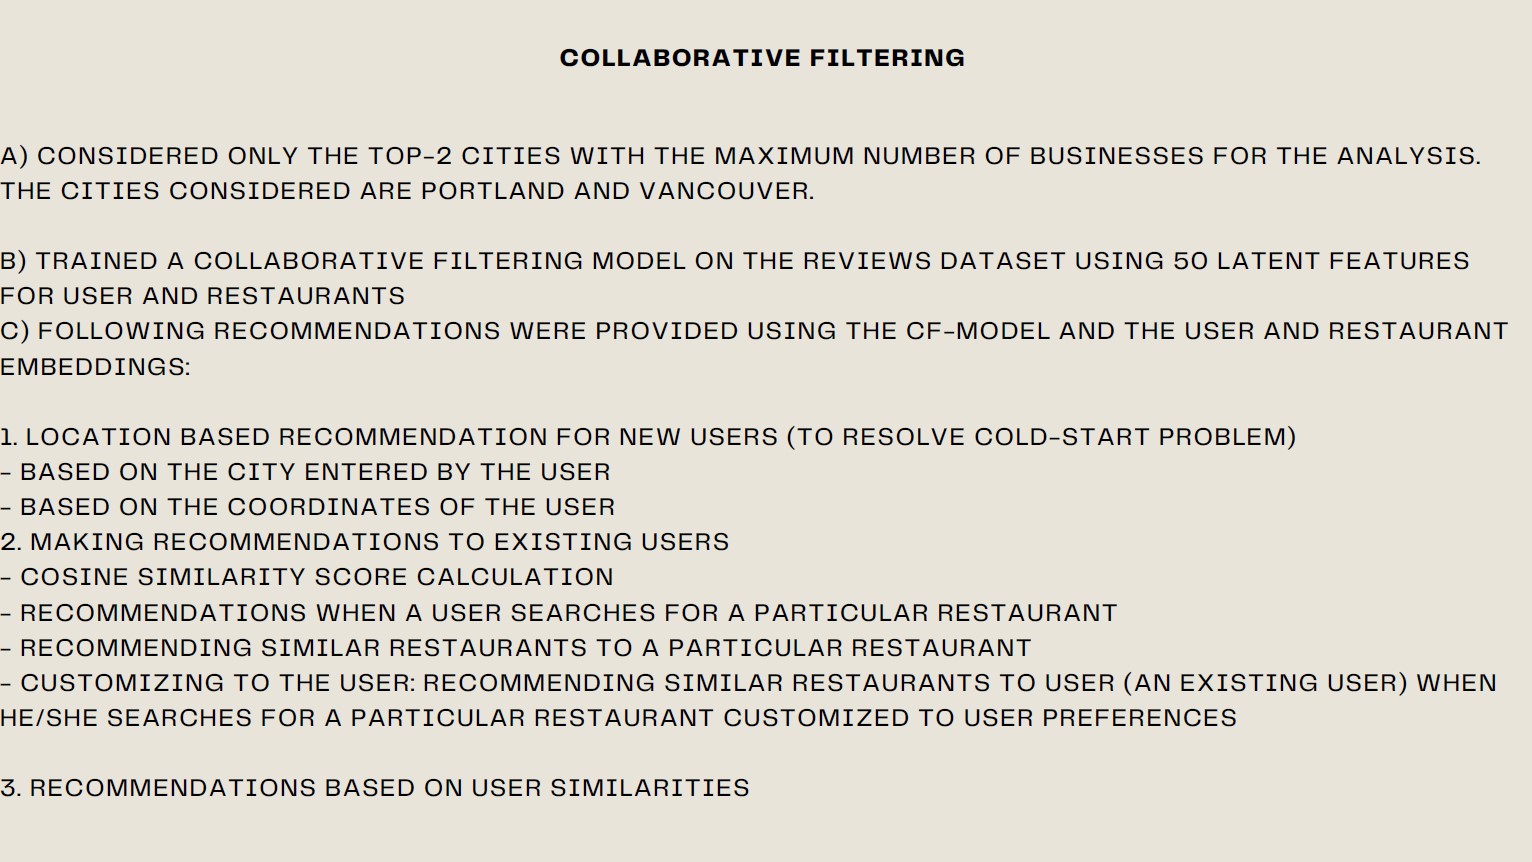 COLLABORATIVE FILTERING
A) CONSIDERED ONLY THE TOP-2 CITIES WITH THE MAXIMUM NUMBER OF BUSINESSES FOR THE ANALYSIS.
THE CITIES CONSIDERED ARE PORTLAND AND VANCOUVER.
B) TRAINED A COLLABORATIVE FILTERING MODEL ON THE REVIEWS DATASET USING 50 LATENT FEATURES
FOR USER AND RESTAURANTS
C) FOLLOWING RECOMMENDATIONS WERE PROVIDED USING THE CF-MODEL AND THE USER AND RESTAURANT
EMBEDDINGS:
1. LOCATION BASED RECOMMENDATION FOR NEW USERS (TO RESOLVE COLD-START PROBLEM)
- BASED ON THE CITY ENTERED BY THE USER
- BASED ON THE COORDINATES OF THE USER
2. MAKING RECOMMENDATIONS TO EXISTING USERS
- COSINE SIMILARITY SCORE CALCULATION
- RECOMMENDATIONS WHEN A USER SEARCHES FOR A PARTICULAR RESTAURANT
- RECOMMENDING SIMILAR RESTAURANTS TO A PARTICULAR RESTAURANT
- CUSTOMIZING TO THE USER: RECOMMENDING SIMILAR RESTAURANTS TO USER (AN EXISTING USER) WHEN
HE/SHE SEARCHES FOR A PARTICULAR RESTAURANT CUSTOMIZED TO USER PREFERENCES
3. RECOMMENDATIONS BASED ON USER SIMILARITIES